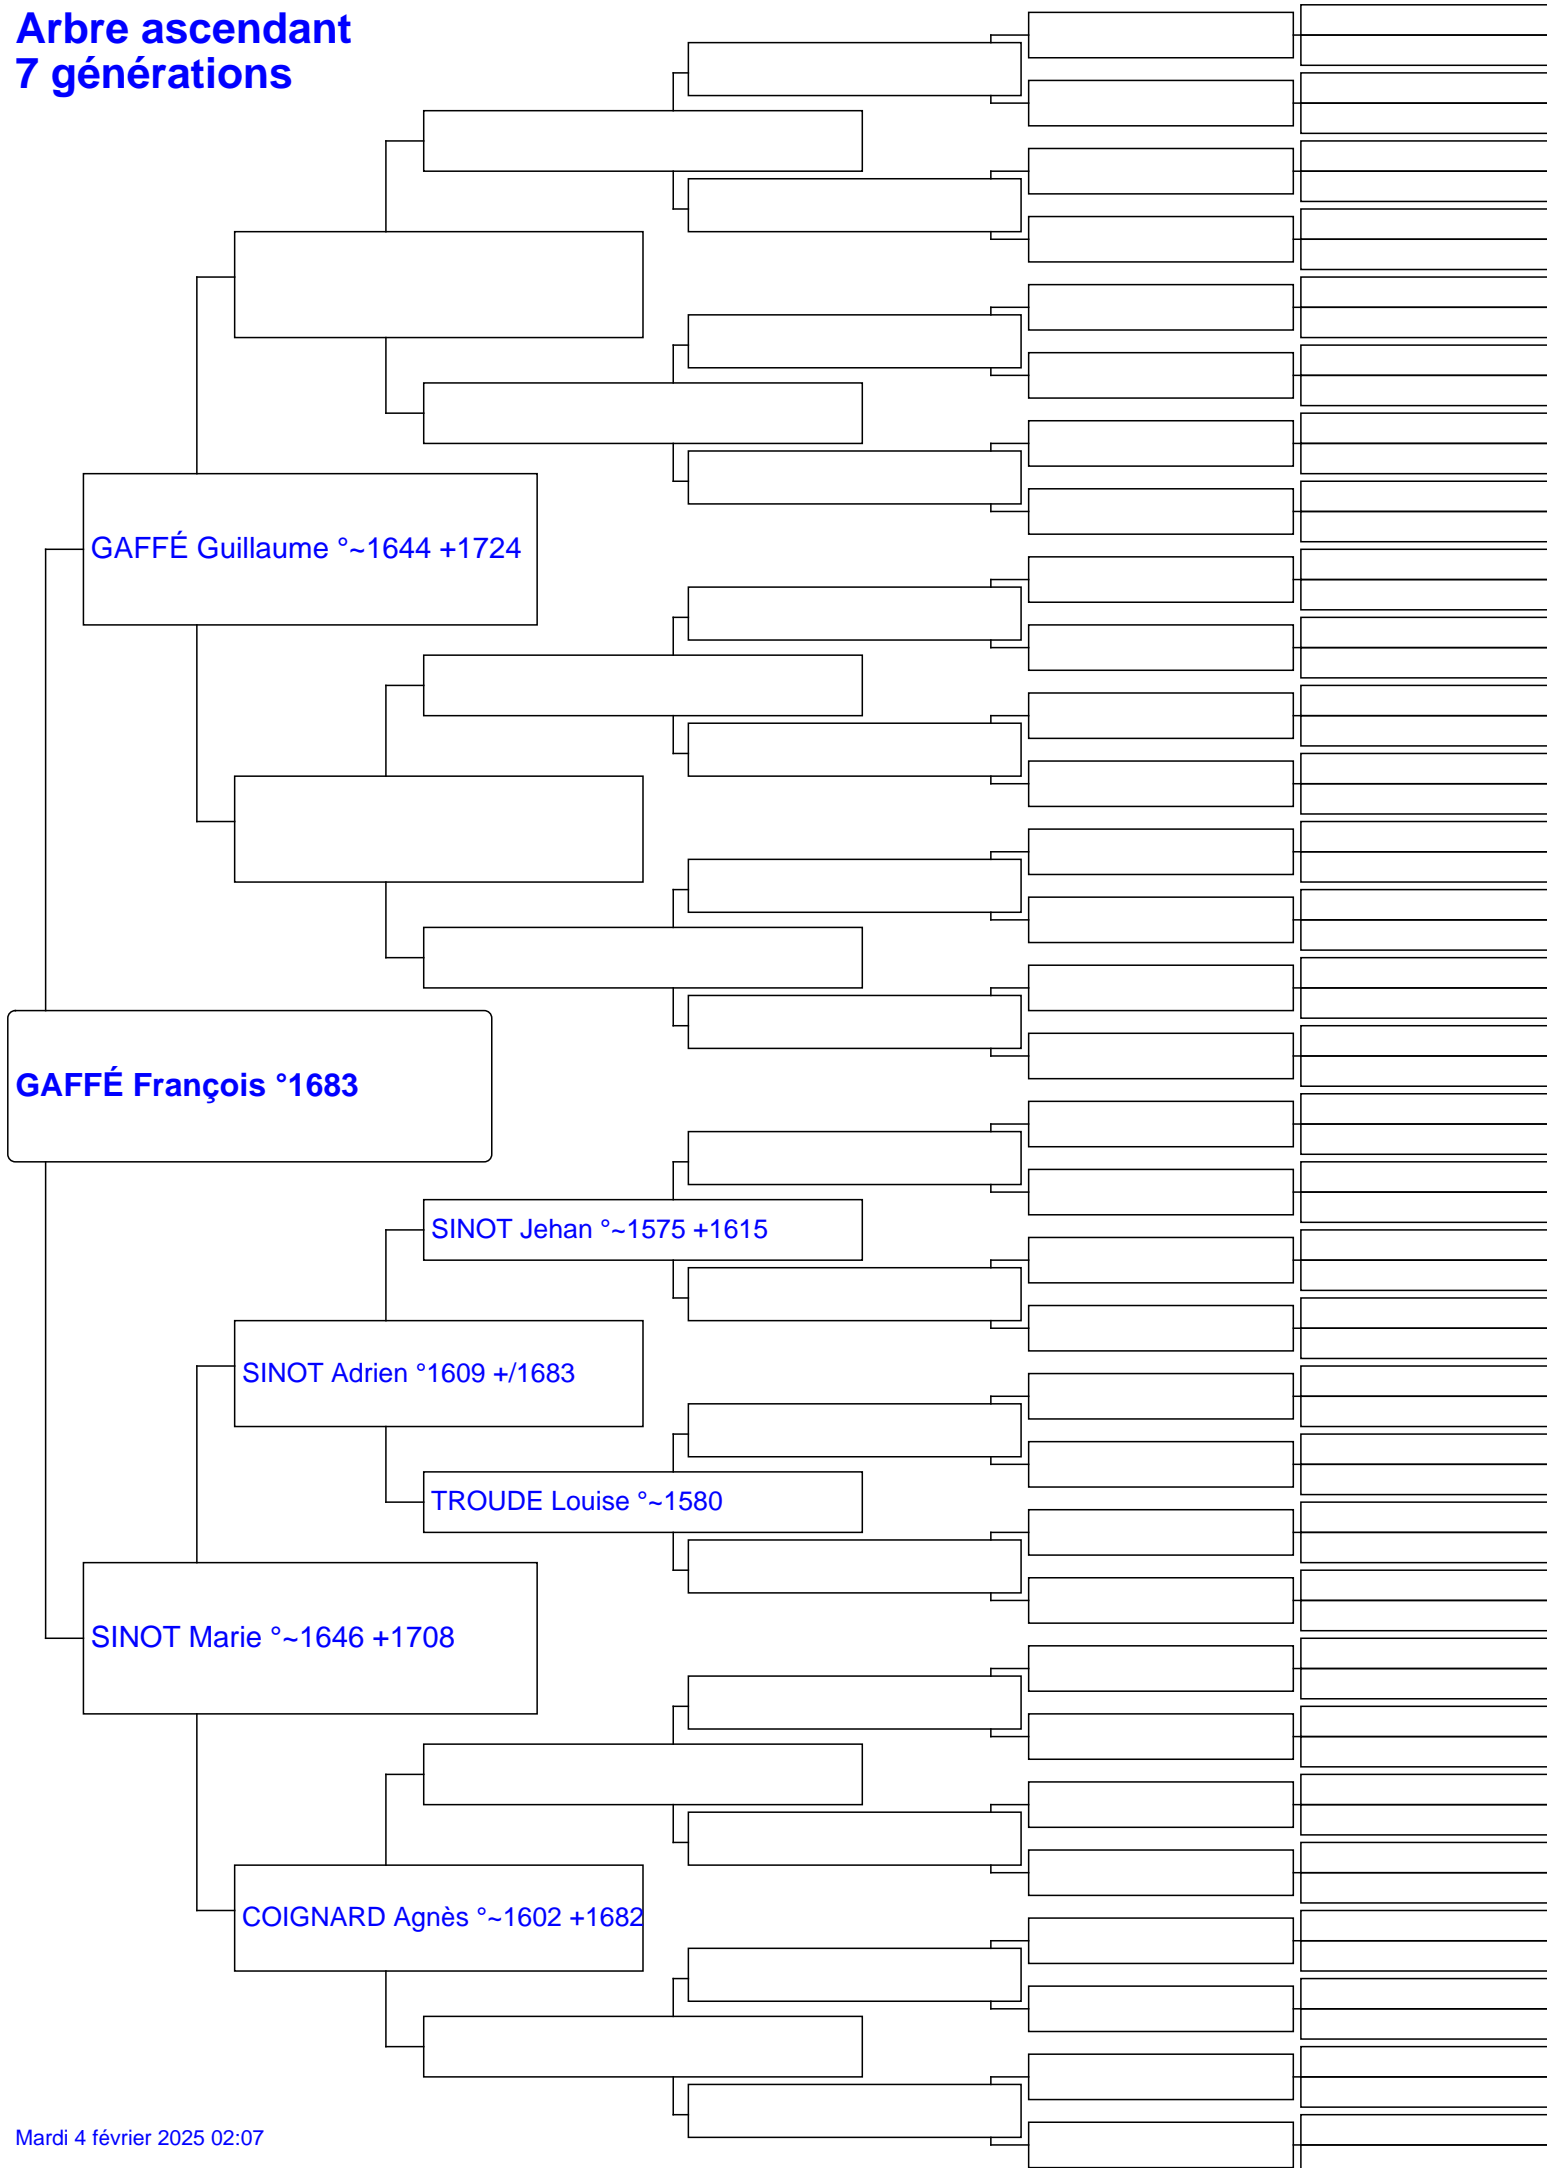 Arbre ascendant
7 générations
GAFFÉ Guillaume °~1644 +1724
GAFFÉ François °1683
SINOT Jehan °~1575 +1615
SINOT Adrien °1609 +/1683
TROUDE Louise °~1580
SINOT Marie °~1646 +1708
COIGNARD Agnès °~1602 +1682
Mardi 4 février 2025 02:07